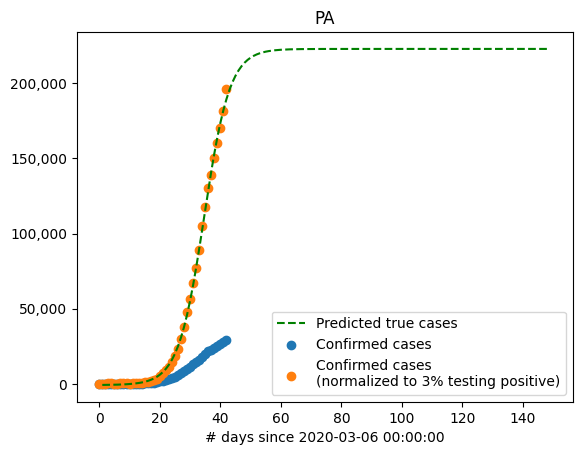 PA
200,000
150,000
100,000
50,000
0
Predicted true cases
Confirmed cases
Confirmed cases
(normalized to 3% testing positive)
0 20 40 60 80 100 120 140
# days since 2020-03-06 00:00:00